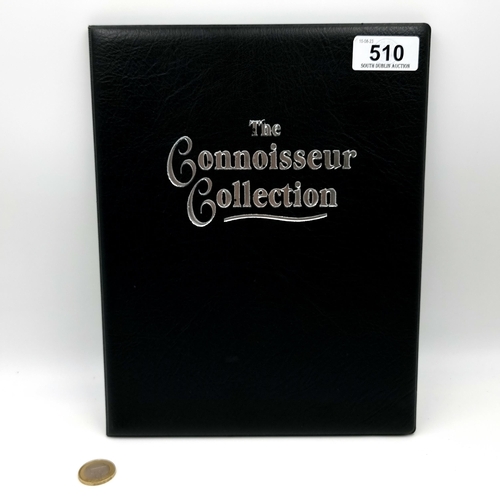 510
SOUTH DUBLIN AUCTION
The
Connoisseur
Collection